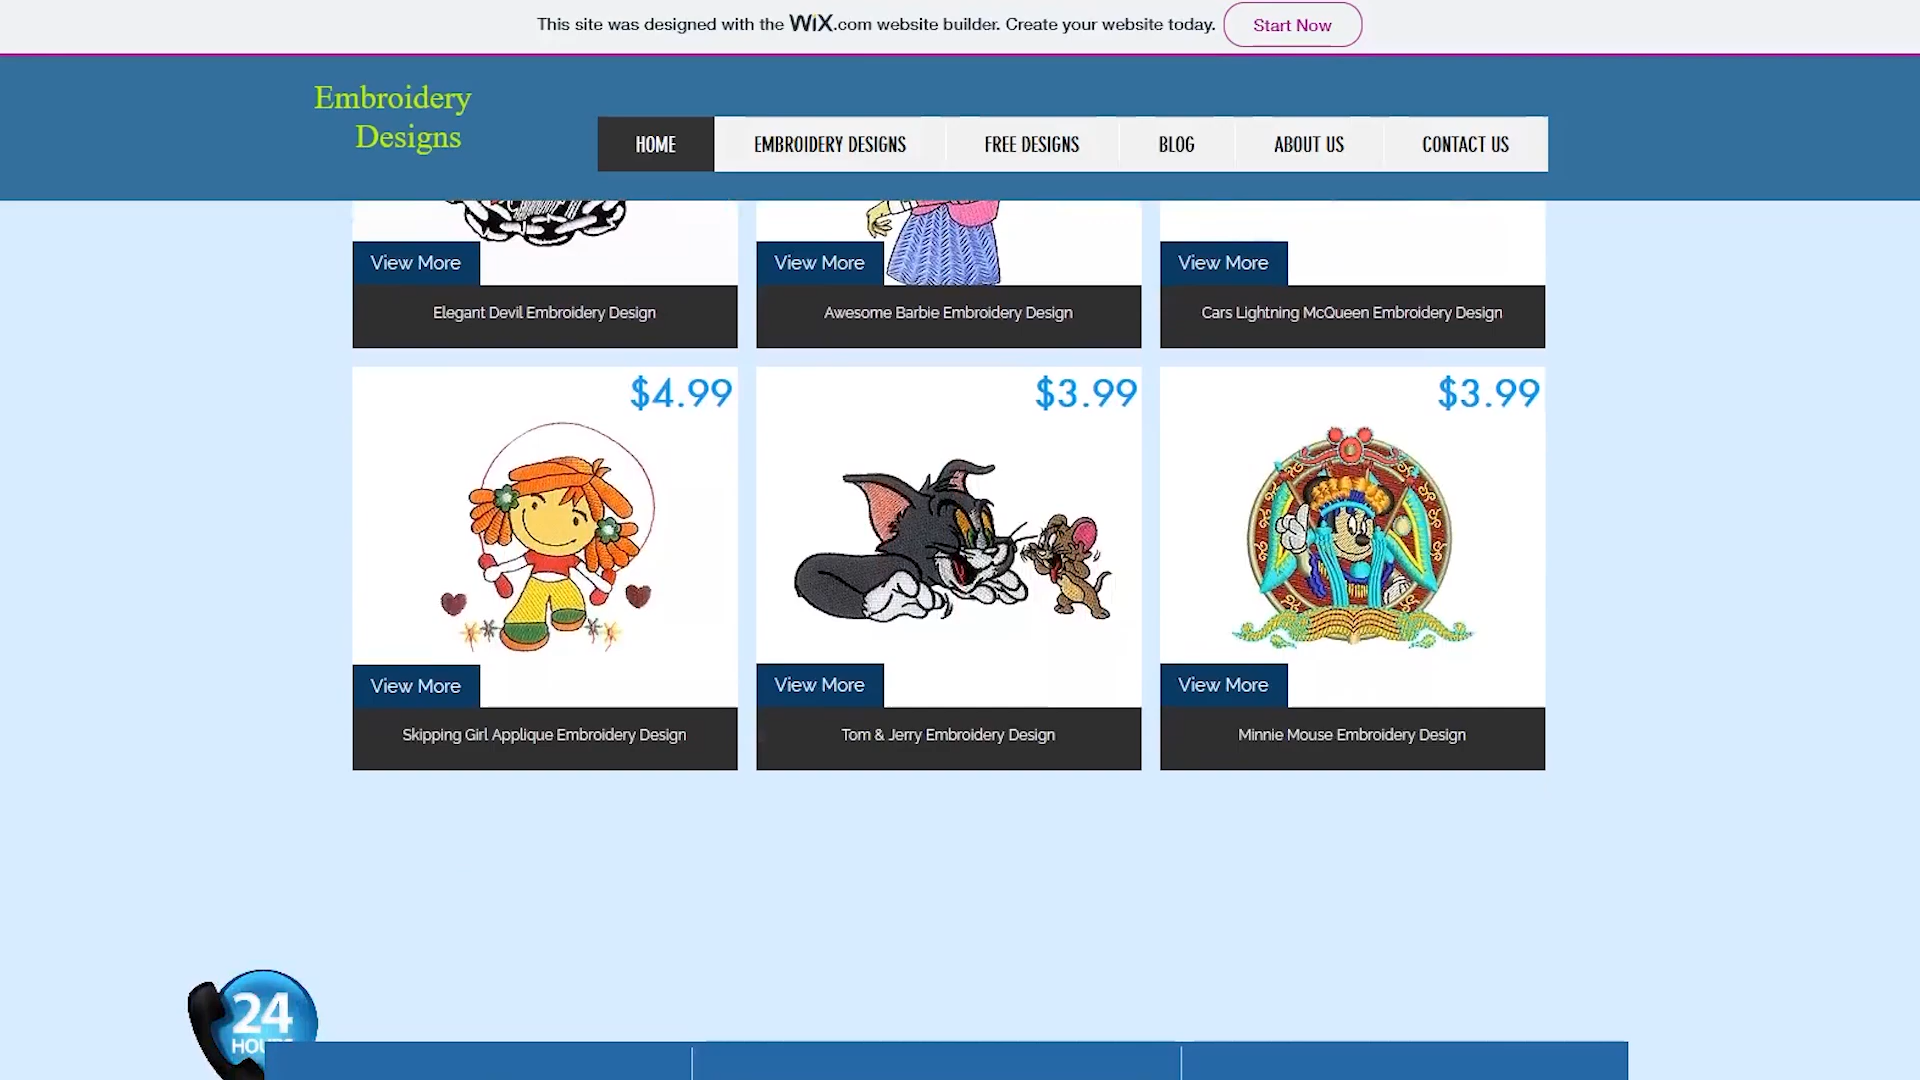 This site was designed with the WiX.com website builder. Create your website today.
Start Now
Embroidery
Designs
HOME
EMBROIDERY DESIGNS
FREE DESIGNS
BLOG
ABOUT US
CONTACT US
View More
View More
View More
Elegant Devil Embroidery Design
Awesome Barbie Embroidery Design
Cars Lightning McQueen Embroidery Design
$4.99
$3.99
$3.99
View More
View More
View More
Skipping Girl Applique Embroidery Design
Tom & Jerry Embroidery Design
Minnie Mouse Embroidery Design
24